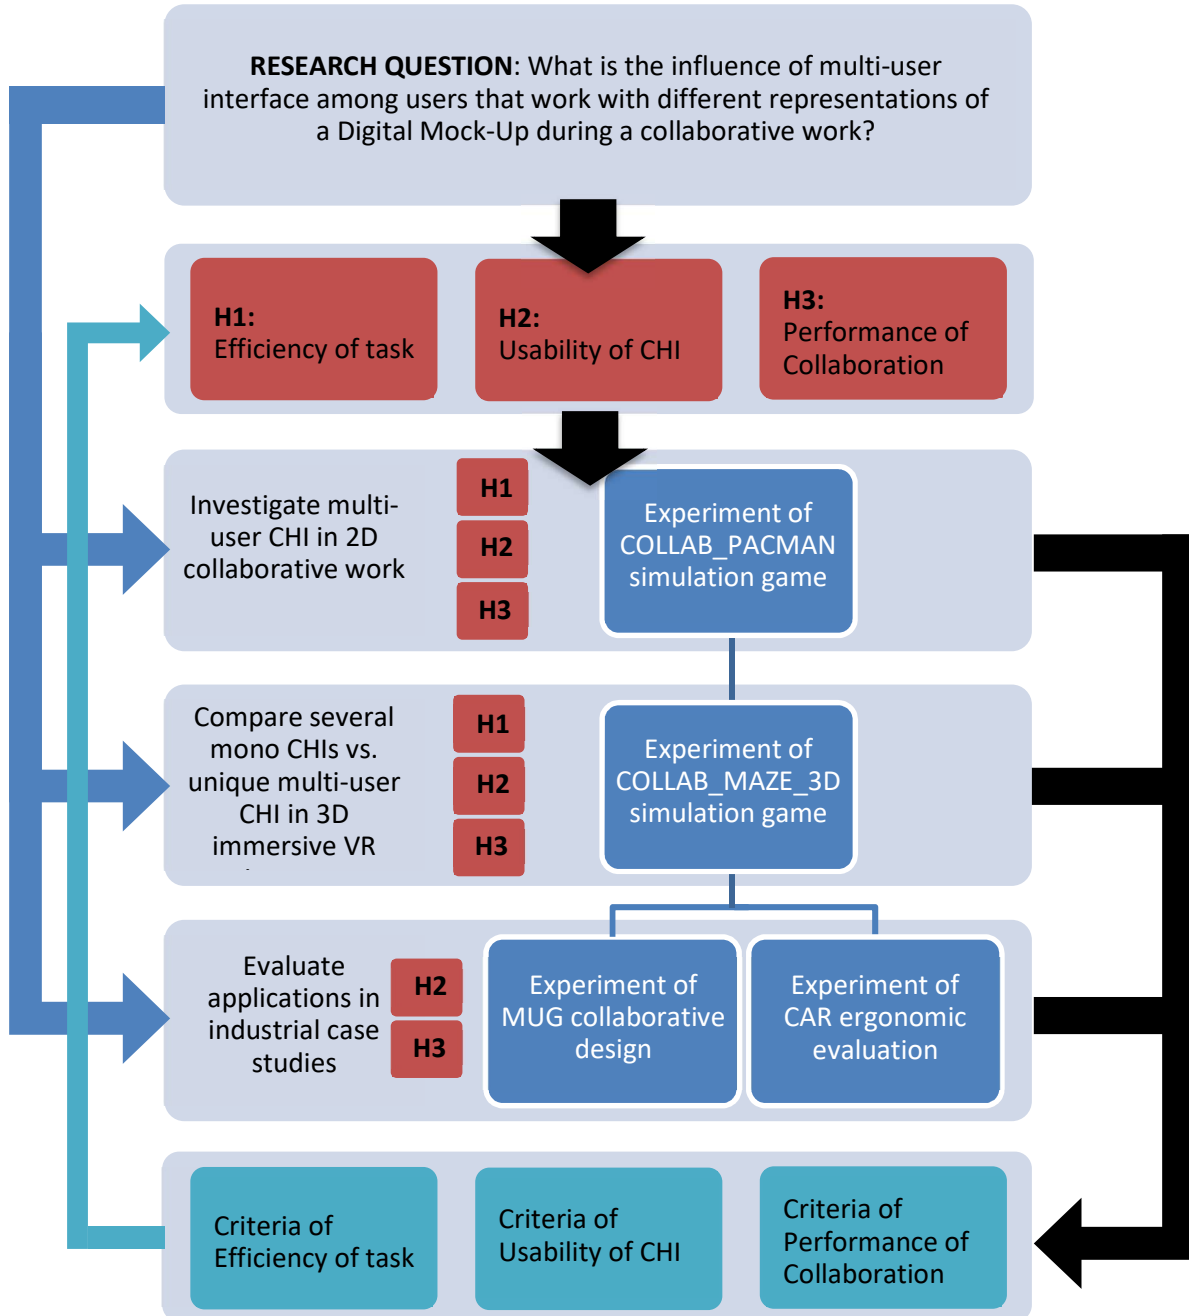 RESEARCH QUESTION: What is the influence of multi-user
interface among users that work with different representations of
a Digital Mock-Up during a collaborative work?
H1:
Efficiency of task
H2:
Usability of CHI
H3:
Performance of
Collaboration
Investigate multi-
user CHI in 2D
collaborative work
H1
H2
H3
Experiment of
COLLAB_PACMAN
simulation game
Compare several
mono CHIs vs.
unique multi-user
CHI in 3D
immersive VR
H1
H2
H3
Experiment of
COLLAB_MAZE_3D
simulation game
Evaluate
applications in
industrial case
studies
H2
H3
Experiment of
MUG collaborative
design
Experiment of
CAR ergonomic
evaluation
Criteria of
Efficiency of task
Criteria of
Usability of CHI
Criteria of
Performance of
Collaboration